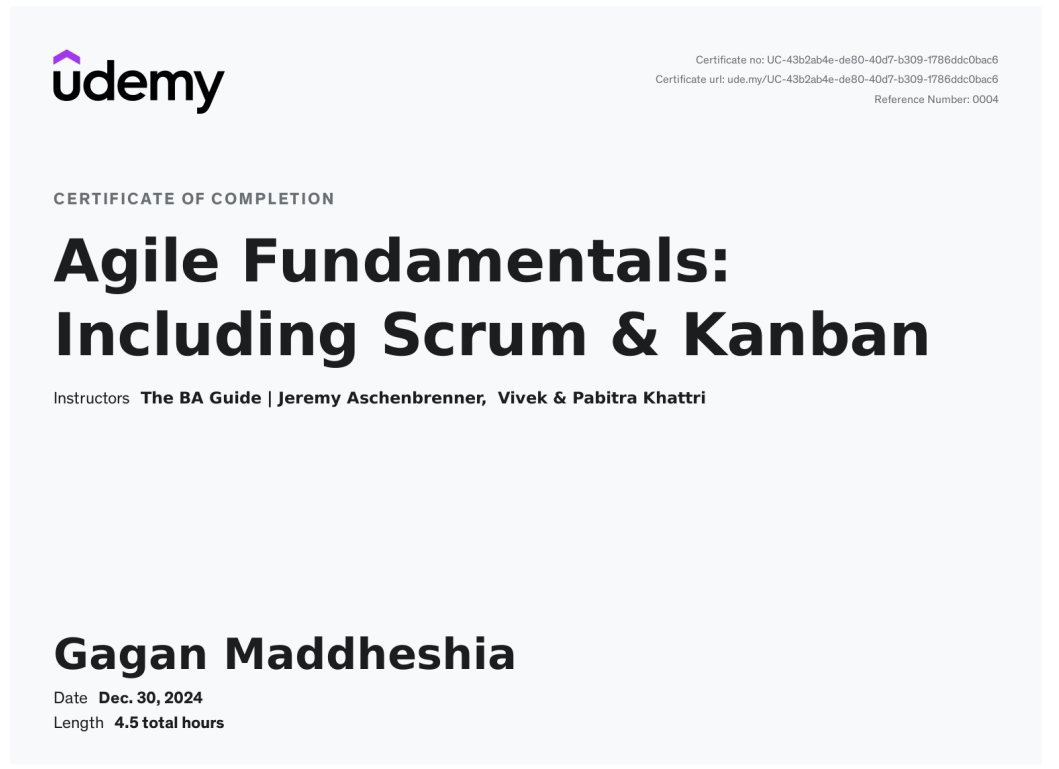 udemy
Certificate no: UC-43b2ab4e-de80-40d7-b309-1786ddc0bac6
Certificate url: ude.my/UC-43b2ab4e-de80-40d7-b309-1786ddc0bac6
Reference Number: 0004
CERTIFICATE OF COMPLETION
Agile Fundamentals:
Including Scrum & Kanban
Instructors The BA Guide | Jeremy Aschenbrenner, Vivek & Pabitra Khattri
Gagan Maddheshia
Date Dec. 30, 2024
Length 4.5 total hours